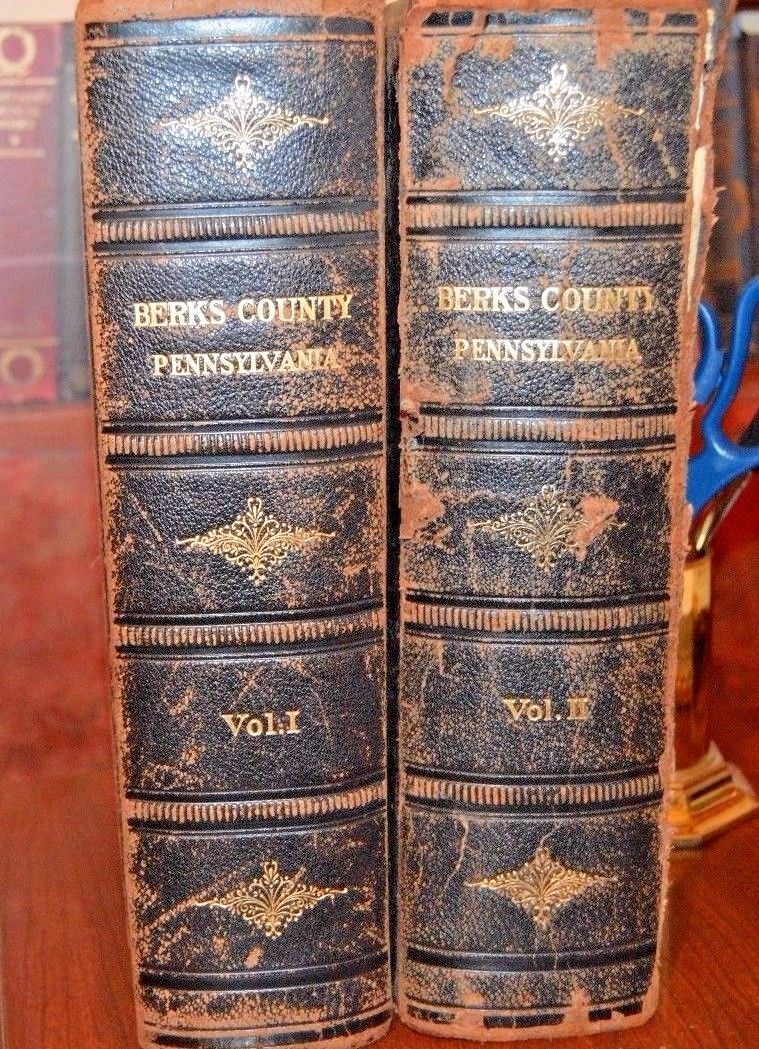 BERKS COUNTY
PENNSYLVANIA
Vol. I
BERKS COUNTY
PENNSYLVANIA
Vol. II